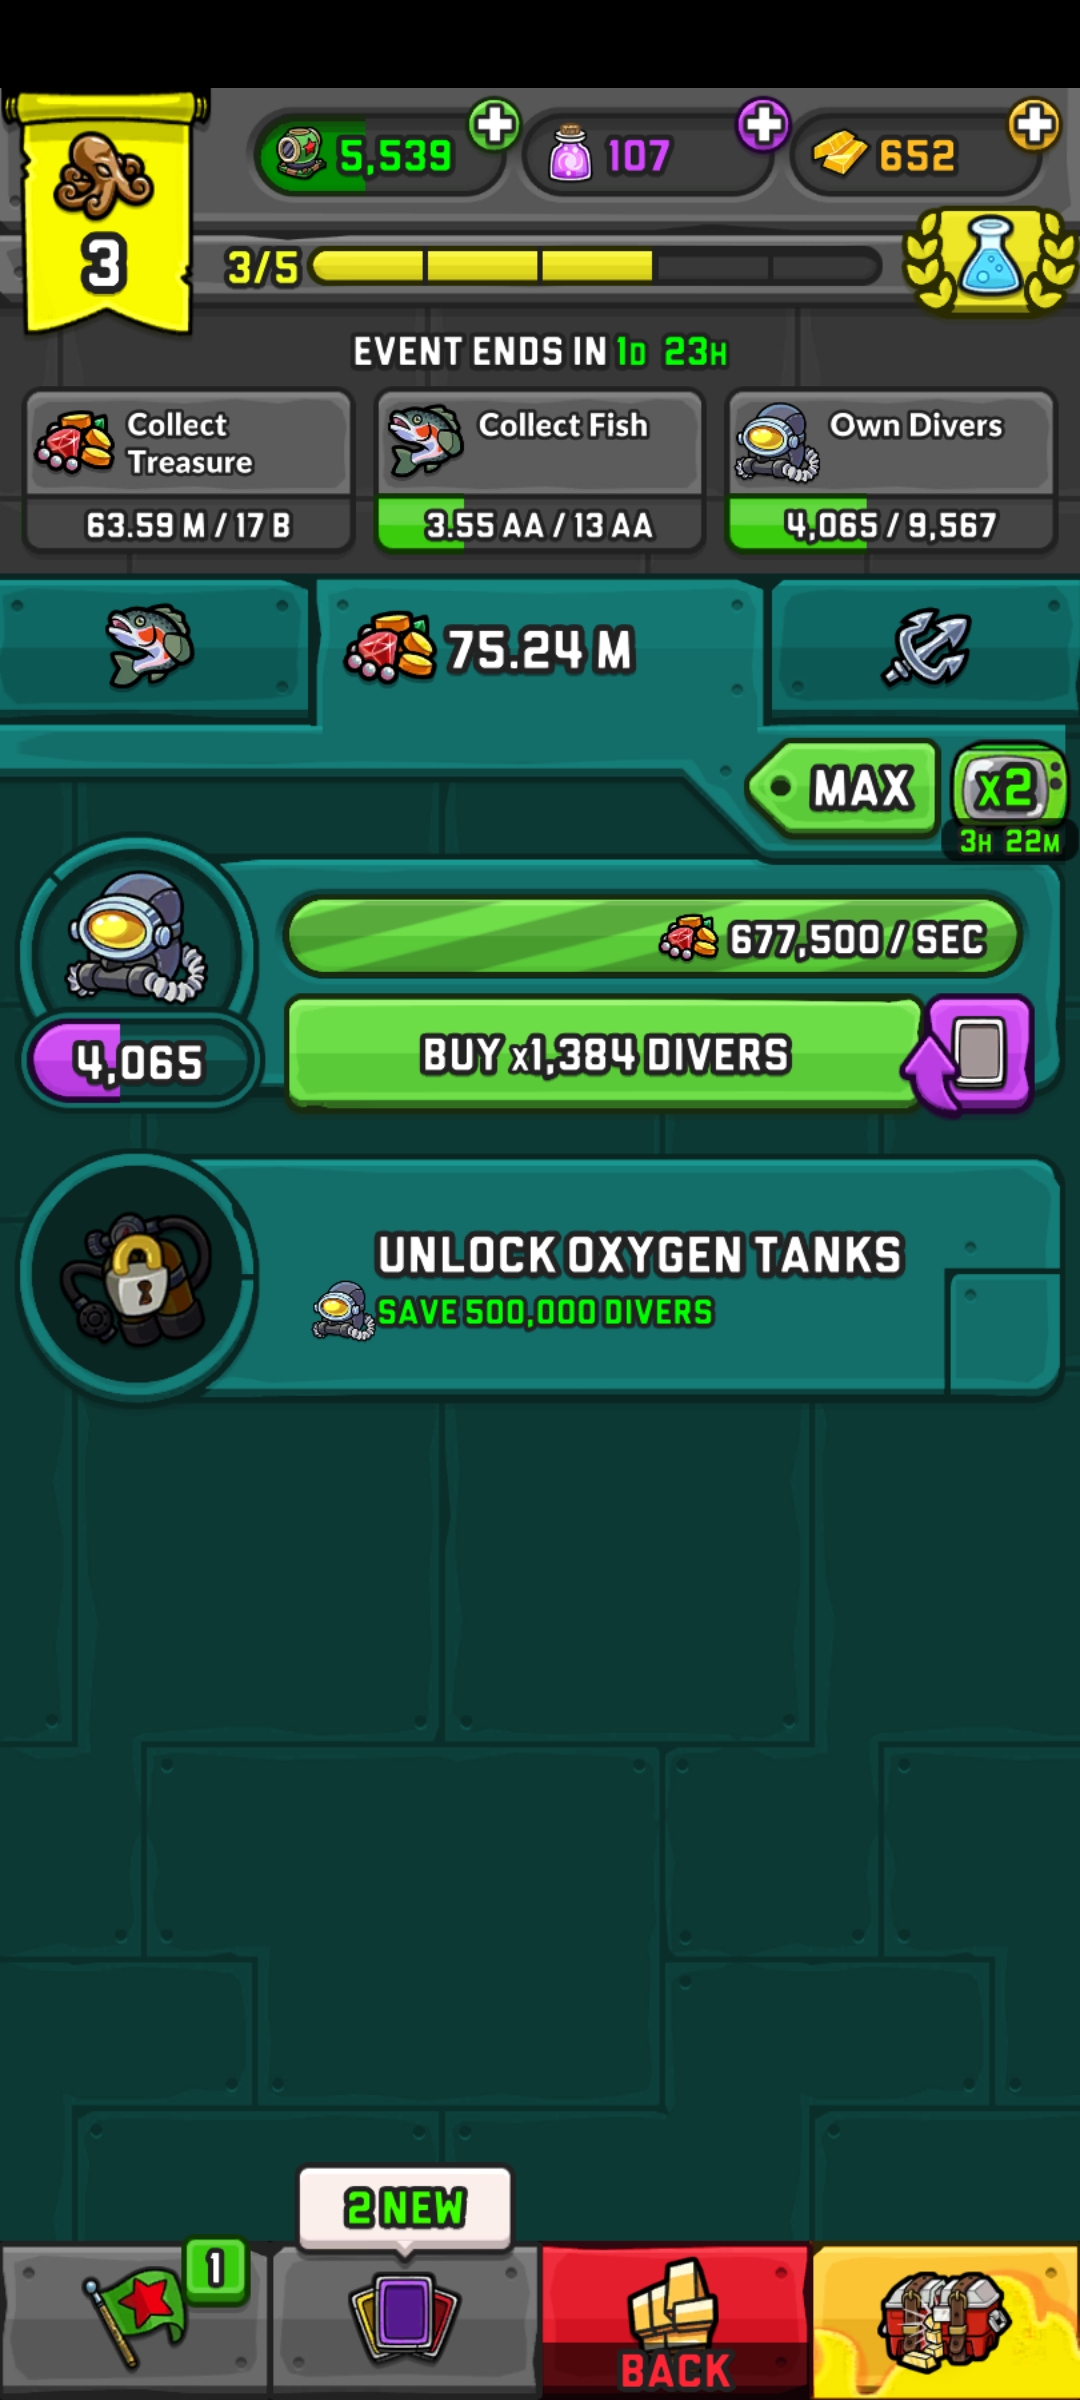 5,539
107
652
3
3/5
EVENT ENDS IN 1D 23H
Collect
Treasure
63.59 M / 17 B
Collect Fish
3.55 AA / 13 AA
Own Divers
4,065 / 9,567
75.24 M
MAX
x2
3H 22M
677,500 / SEC
4,065
BUY x1,384 DIVERS
UNLOCK OXYGEN TANKS
SAVE 500,000 DIVERS
2 NEW
1
BACK